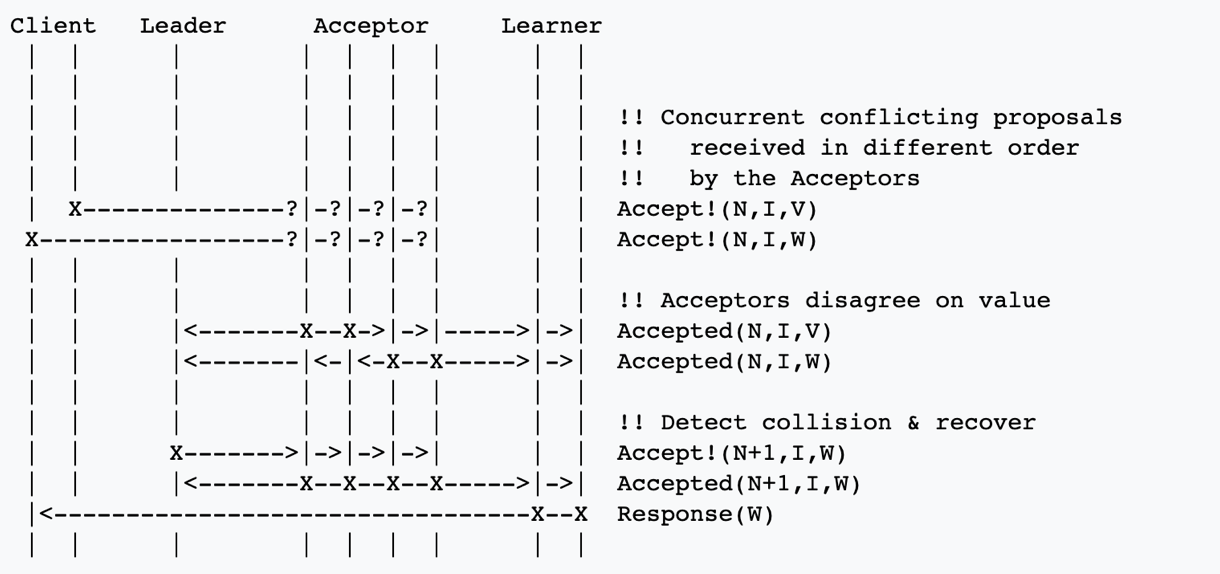 Client   Leader      Acceptor     Learner
 |  |      |        |  |  |  |      |  |
 |  |      |        |  |  |  |      |  |
 |  |      |        |  |  |  |      |  |  !! Concurrent conflicting proposals
 |  |      |        |  |  |  |      |  |  !!   received in different order
 |  |      |        |  |  |  |      |  |  !!   by the Acceptors
 |  X--------------?|-?|-?|-?|      |  |  Accept!(N,I,V)
 X-----------------?|-?|-?|-?|      |  |  Accept!(N,I,W)
 |  |      |        |  |  |  |      |  |
 |  |      |        |  |  |  |      |  |  !! Acceptors disagree on value
 |  |      |<-------X--X->|->|----->|->|  Accepted(N,I,V)
 |  |      |<-------|<-|<-X--X----->|->|  Accepted(N,I,W)
 |  |      |        |  |  |  |      |  |
 |  |      |        |  |  |  |      |  |  !! Detect collision & recover
 |  |      X------->|->|->|->|      |  |  Accept!(N+1,I,W)
 |  |      |<-------X--X--X--X----->|->|  Accepted(N+1,I,W)
 |<---------------------------------X--X  Response(W)
 |  |      |        |  |  |  |      |  |